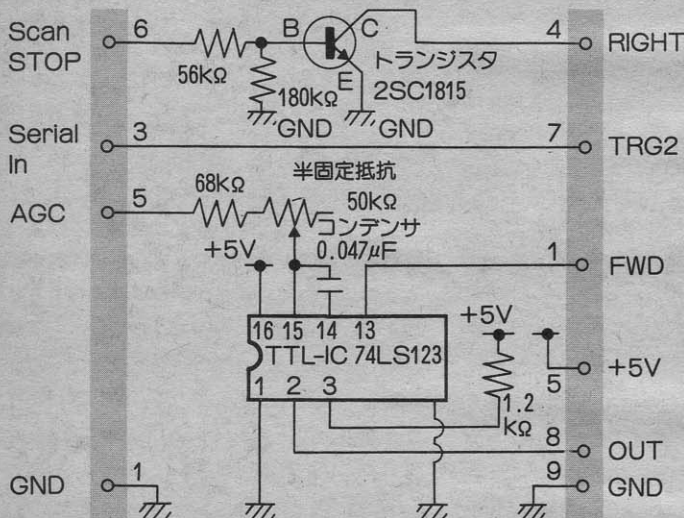 Scan
STOP
6
56kΩ
180kΩ
B
C
E
GND
GND
トランジスタ
2SC1815
4
RIGHT
Serial
In
3
7
TRG2
AGC
5
68kΩ
半固定抵抗
50kΩ
コンデンサ
0.047μF
+5V
1
FWD
16 15 14 13
TTL-IC 74LS123
1 2 3
+5V
1.2
kΩ
5
+5V
8
OUT
GND
1
9
GND